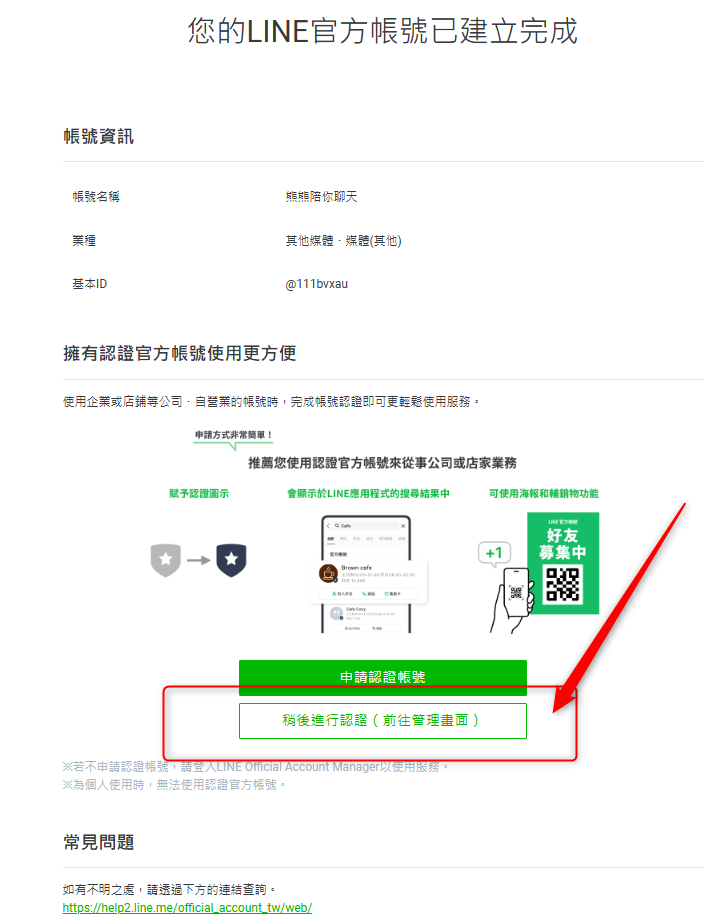 您的LINE官方帳號已建立完成
帳號資訊
帳號名稱 熊熊陪你聊天
業種 其他媒體．媒體(其他)
基本ID @111bvxau
擁有認證官方帳號使用更方便
使用企業或店鋪等公司．自營業的帳號時，完成帳號認證即可更輕鬆使用服務。
申請方式非常簡單！
推薦您使用認證官方帳號來從事公司或店家業務
賦予認證圖示
會顯示於LINE應用程式的搜尋結果中
可使用海報和輔銷物功能
Cafe
官方帳號
Brown cafe
加入好友
Cafe Cony
LINE官方帳號
好友
募集中
+1
申請認證帳號
稍後進行認證（前往管理畫面）
※若不申請認證帳號，請登入LINE Official Account Manager以使用服務。
※為個人使用時，無法使用認證官方帳號。
常見問題
如有不明之處，請透過下方的連結查詢。
https://help2.line.me/official_account_tw/web/